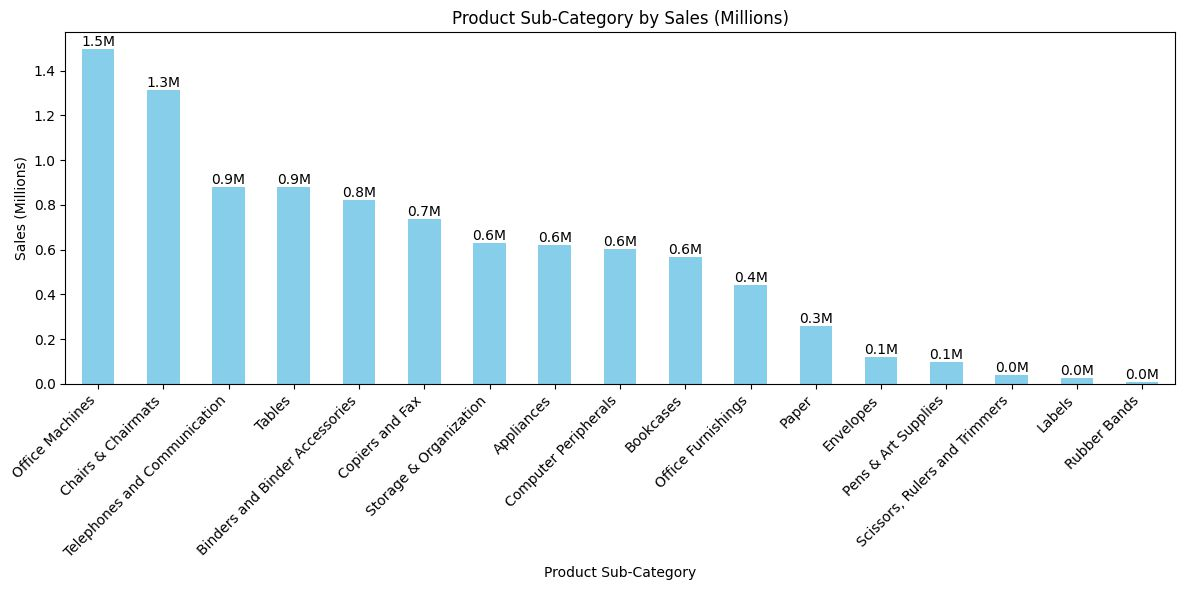 Product Sub-Category by Sales (Millions)
Sales (Millions)
1.4
1.2
1.0
0.8
0.6
0.4
0.2
0.0
1.5M
1.3M
0.9M
0.9M
0.8M
0.7M
0.6M
0.6M
0.6M
0.6M
0.4M
0.3M
0.1M
0.1M
0.0M
0.0M
0.0M
Office Machines
Chairs & Chairmats
Telephones and Communication
Tables
Binders and Binder Accessories
Copiers and Fax
Storage & Organization
Appliances
Computer Peripherals
Bookcases
Office Furnishings
Paper
Envelopes
Pens & Art Supplies
Scissors, Rulers and Trimmers
Labels
Rubber Bands
Product Sub-Category